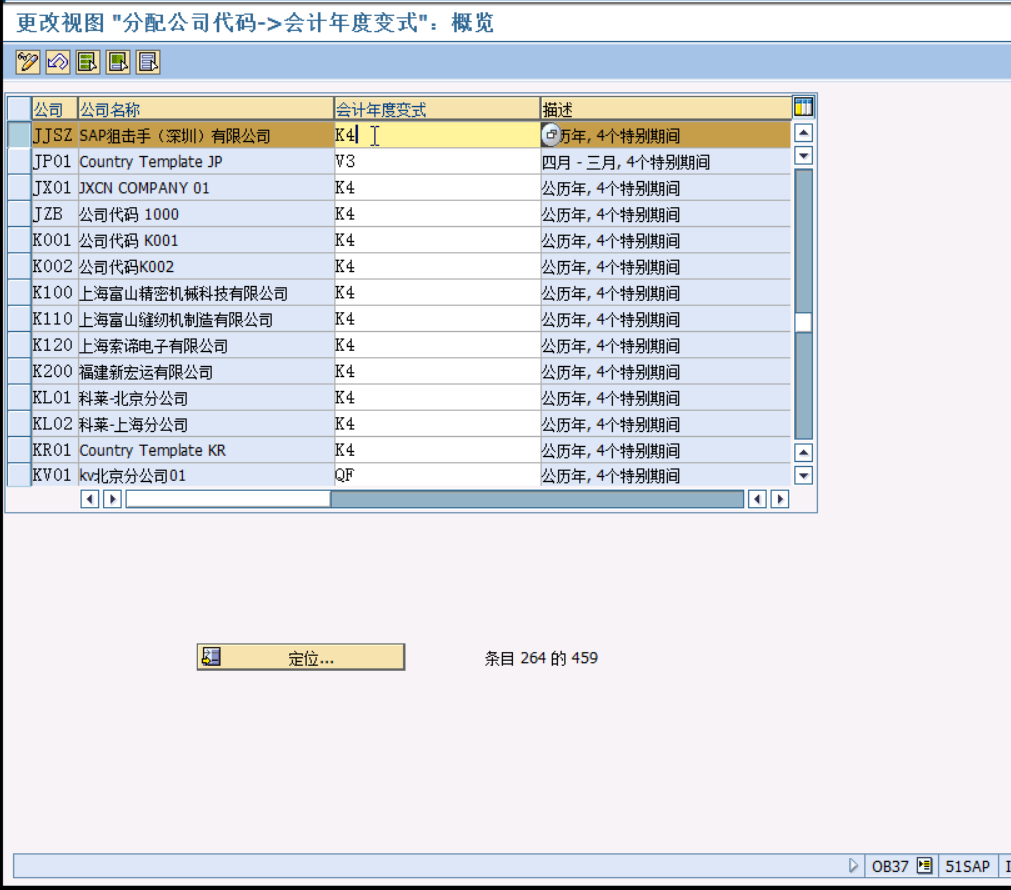 更改视图 "分配公司代码->会计年度变式"：概览
公司 公司名称 会计年度变式 描述
JJSZ SAP狙击手（深圳）有限公司 K4 历年, 4个特别期间
JP01 Country Template JP V3 四月 - 三月, 4个特别期间
JX01 JXCN COMPANY 01 K4 公历年, 4个特别期间
JZB 公司代码 1000 K4 公历年, 4个特别期间
K001 公司代码 K001 K4 公历年, 4个特别期间
K002 公司代码K002 K4 公历年, 4个特别期间
K100 上海富山精密机械科技有限公司 K4 公历年, 4个特别期间
K110 上海富山缝纫机制造有限公司 K4 公历年, 4个特别期间
K120 上海索谛电子有限公司 K4 公历年, 4个特别期间
K200 福建新宏运有限公司 K4 公历年, 4个特别期间
KL01 科莱-北京分公司 K4 公历年, 4个特别期间
KL02 科莱-上海分公司 K4 公历年, 4个特别期间
KR01 Country Template KR K4 公历年, 4个特别期间
KV01 kv北京分公司01 QF 公历年, 4个特别期间
定位... 条目 264 的 459
OB37 51SAP